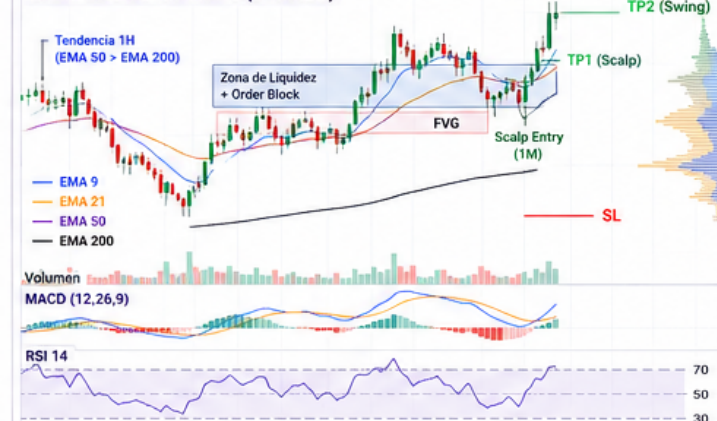 TP2 (Swing)
Tendencia 1H
(EMA 50 > EMA 200)
TP1 (Scalp)
Zona de Liquidez
+ Order Block
FVG
Scalp Entry
(1M)
EMA 9
EMA 21
EMA 50
EMA 200
SL
Volumen
MACD (12,26,9)
RSI 14
70
50
30